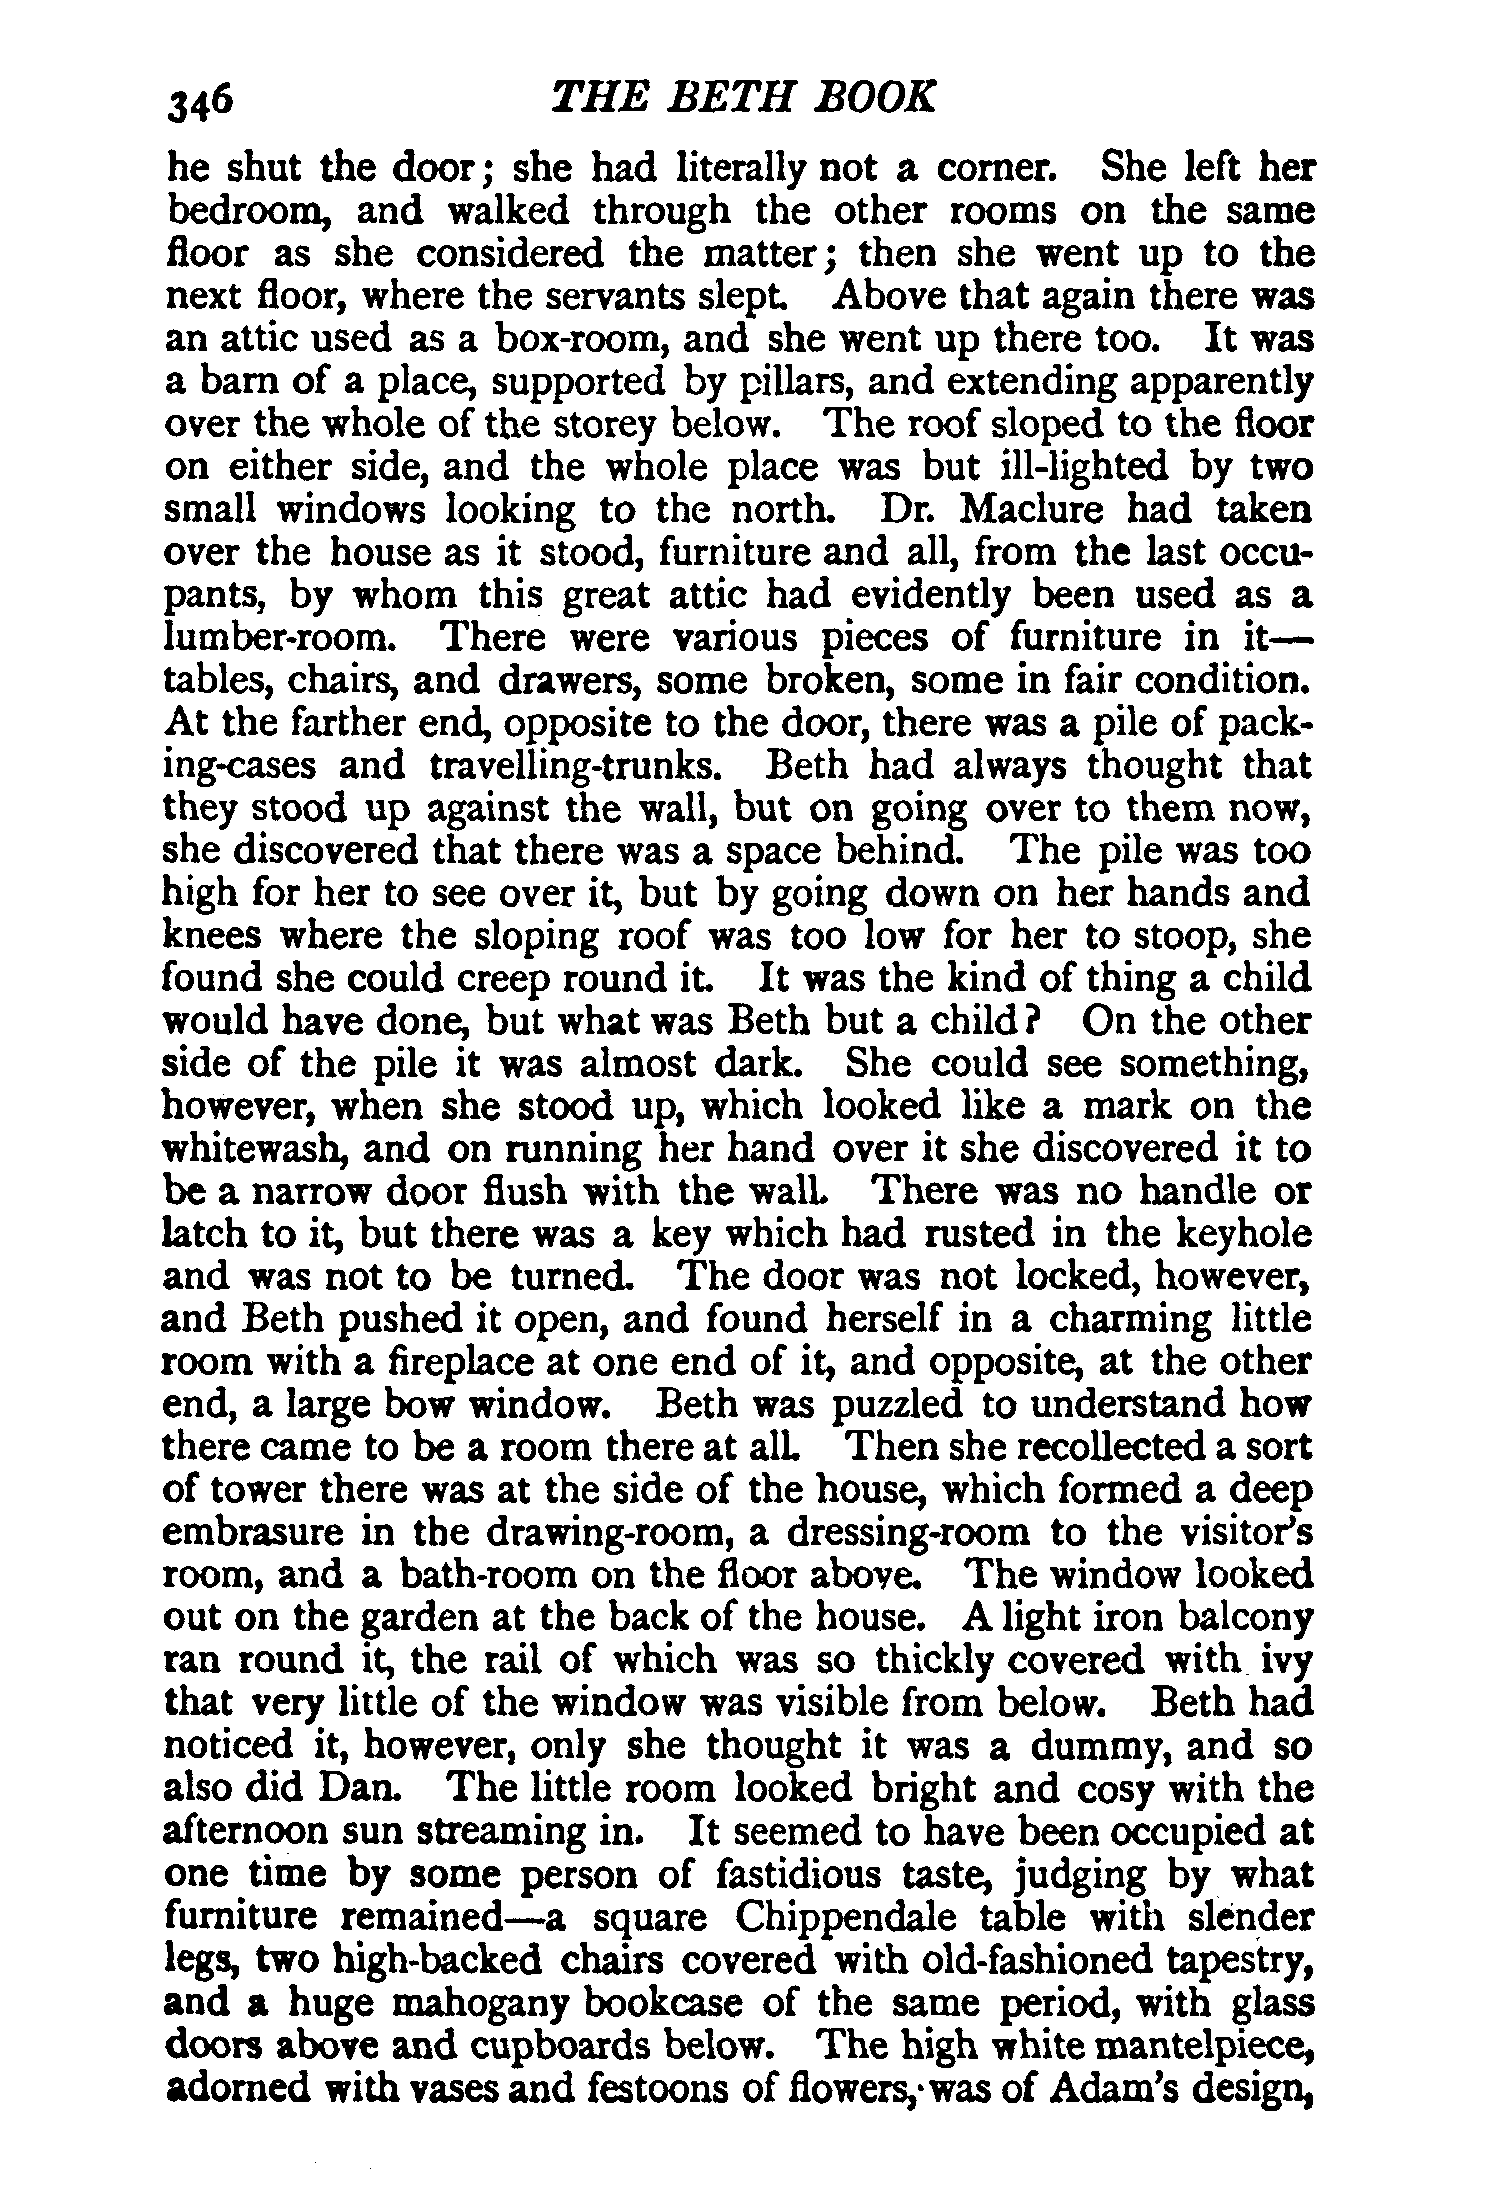 346 THE BETH BOOK
he shut the door; she had literally not a corner. She left her
bedroom, and walked through the other rooms on the same
floor as she considered the matter; then she went up to the
next floor, where the servants slept. Above that again there was
an attic used as a box-room, and she went up there too. It was
a barn of a place, supported by pillars, and extending apparently
over the whole of the storey below. The roof sloped to the floor
on either side, and the whole place was but ill-lighted by two
small windows looking to the north. Dr. Maclure had taken
over the house as it stood, furniture and all, from the last occu-
pants, by whom this great attic had evidently been used as a
lumber-room. There were various pieces of furniture in it—
tables, chairs, and drawers, some broken, some in fair condition.
At the farther end, opposite to the door, there was a pile of pack-
ing-cases and travelling-trunks. Beth had always thought that
they stood up against the wall, but on going over to them now,
she discovered that there was a space behind. The pile was too
high for her to see over it, but by going down on her hands and
knees where the sloping roof was too low for her to stoop, she
found she could creep round it. It was the kind of thing a child
would have done, but what was Beth but a child? On the other
side of the pile it was almost dark. She could see something,
however, when she stood up, which looked like a mark on the
whitewash, and on running her hand over it she discovered it to
be a narrow door flush with the wall. There was no handle or
latch to it, but there was a key which had rusted in the keyhole
and was not to be turned. The door was not locked, however,
and Beth pushed it open, and found herself in a charming little
room with a fireplace at one end of it, and opposite, at the other
end, a large bow window. Beth was puzzled to understand how
there came to be a room there at all. Then she recollected a sort
of tower there was at the side of the house, which formed a deep
embrasure in the drawing-room, a dressing-room to the visitor's
room, and a bath-room on the floor above. The window looked
out on the garden at the back of the house. A light iron balcony
ran round it, the rail of which was so thickly covered with ivy
that very little of the window was visible from below. Beth had
noticed it, however, only she thought it was a dummy, and so
also did Dan. The little room looked bright and cosy with the
afternoon sun streaming in. It seemed to have been occupied at
one time by some person of fastidious taste, judging by what
furniture remained—a square Chippendale table with slender
legs, two high-backed chairs covered with old-fashioned tapestry,
and a huge mahogany bookcase of the same period, with glass
doors above and cupboards below. The high white mantelpiece,
adorned with vases and festoons of flowers, was of Adam's design,